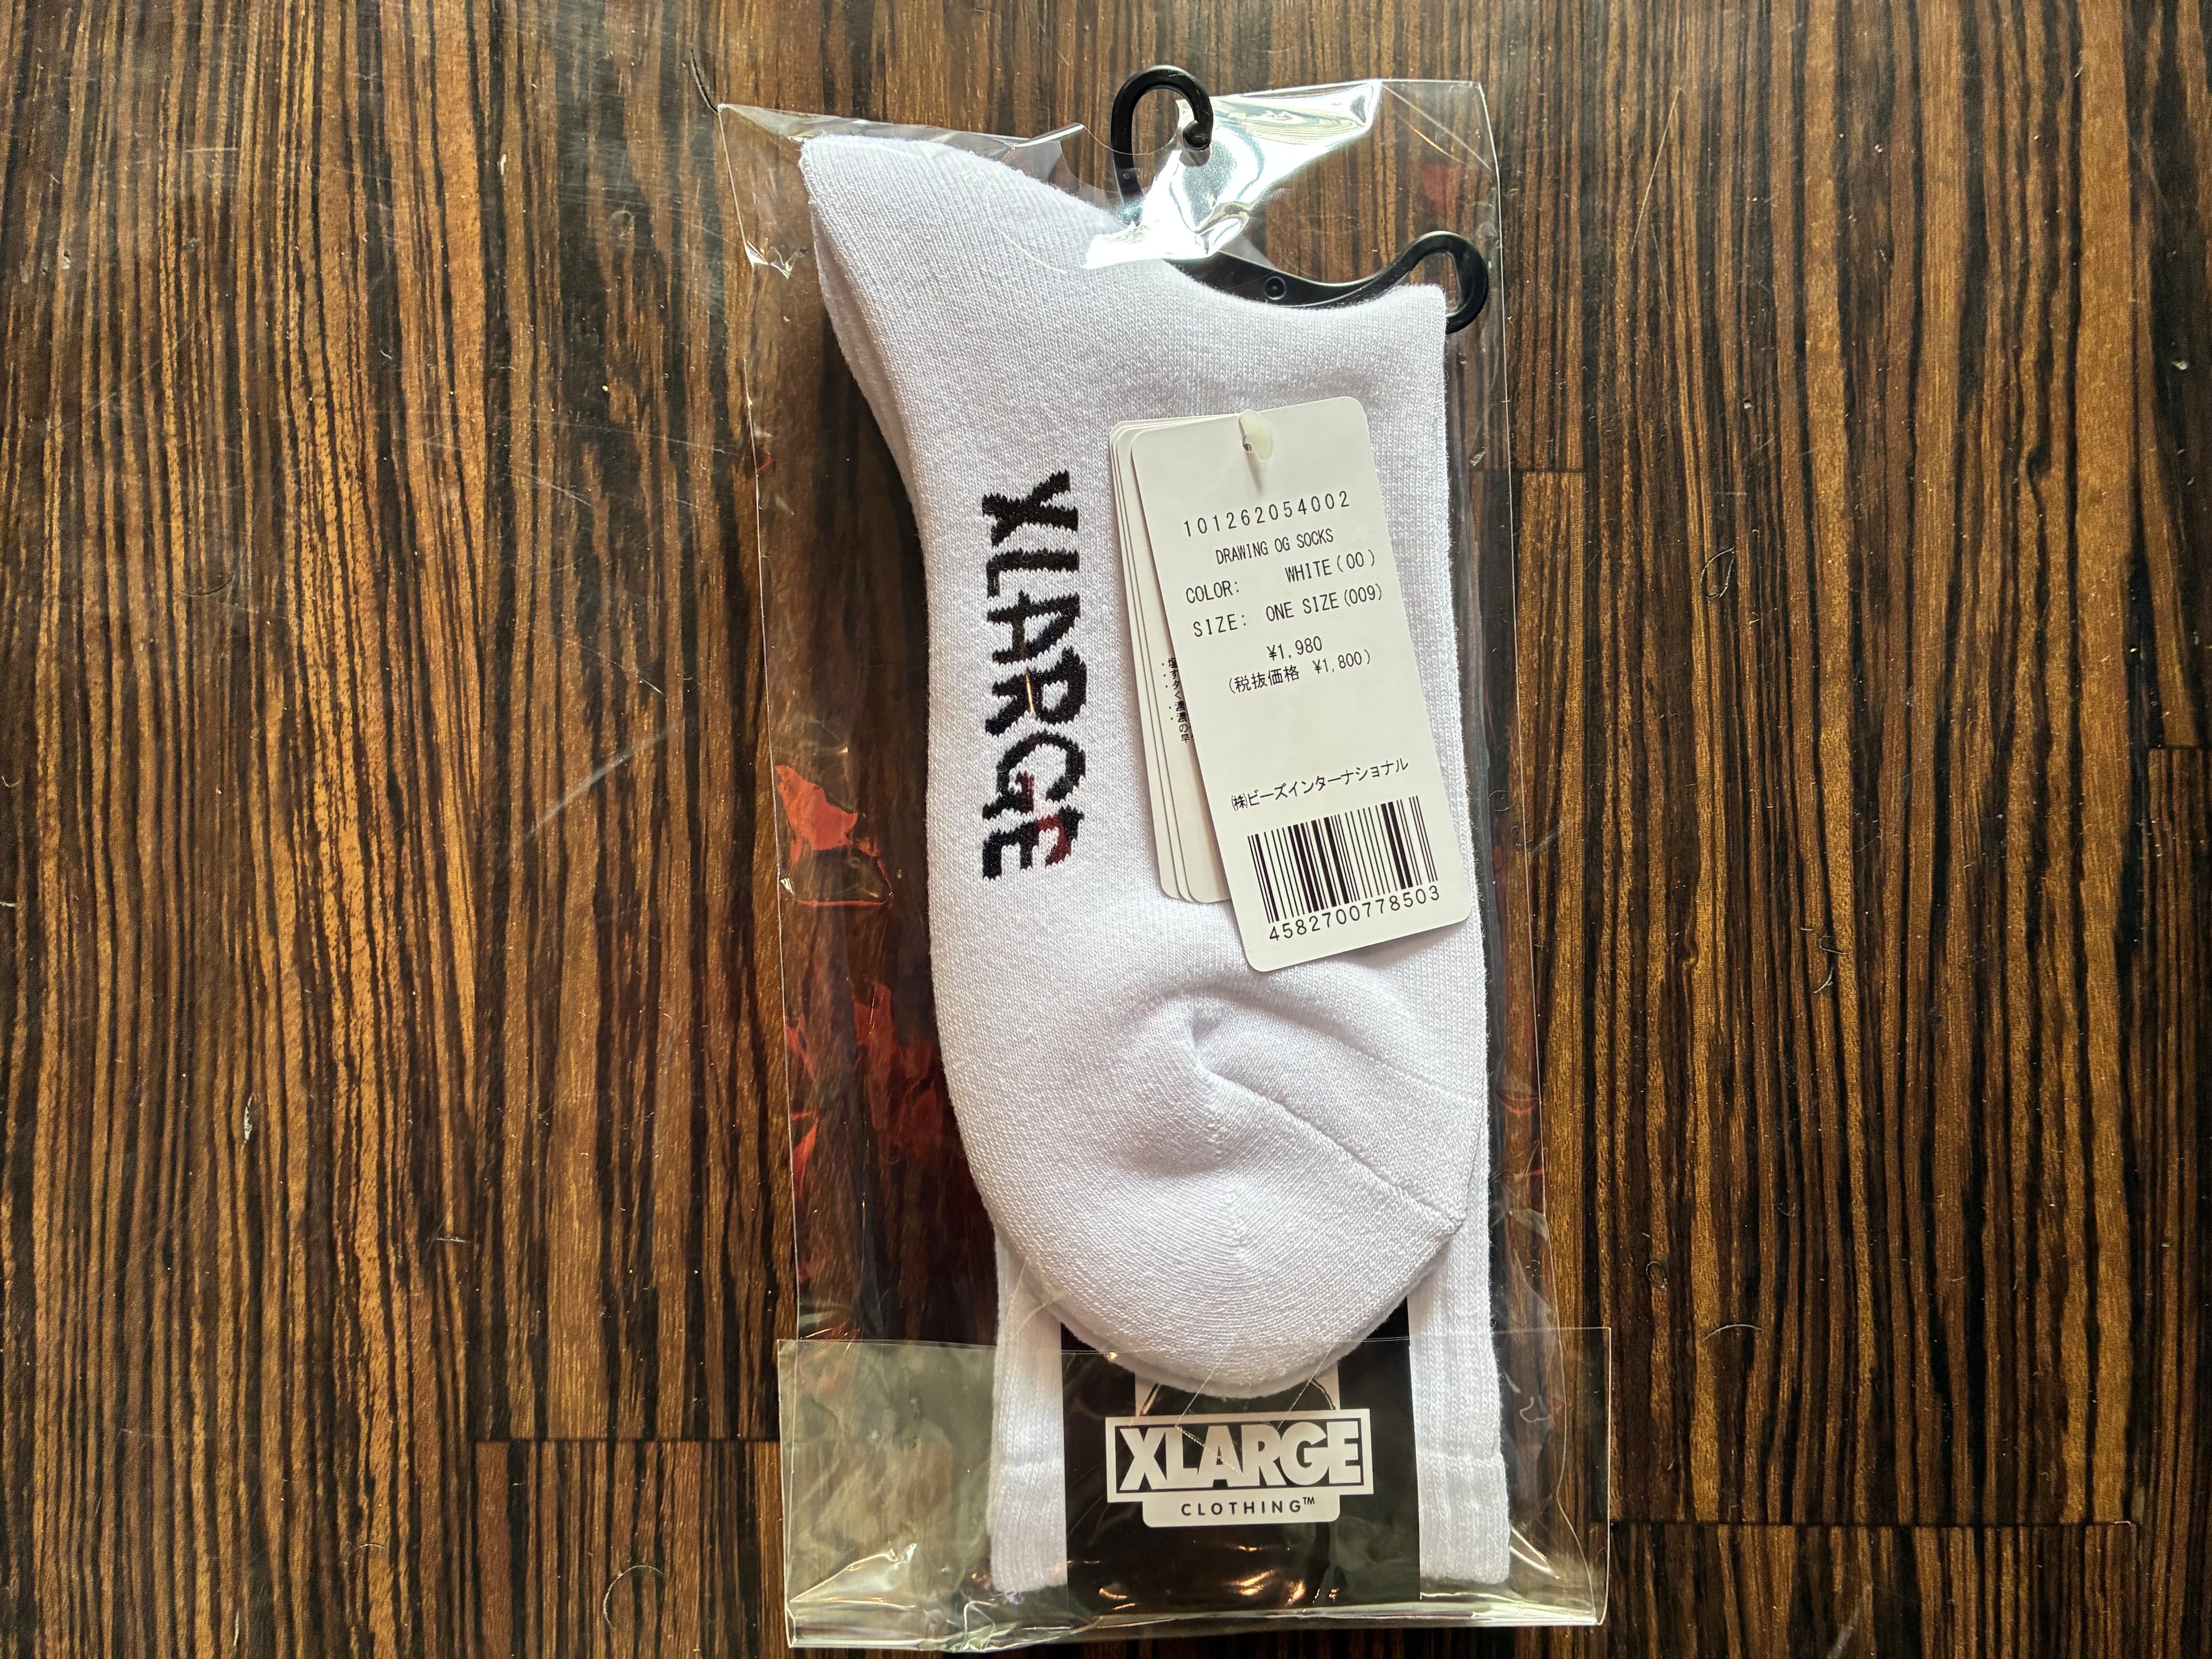 XLARGE
101262054002
DRAWING OG SOCKS
COLOR: WHITE(00)
SIZE: ONE SIZE(009)
¥1,980
(税抜価格 ¥1,800)
㈱ビーズインターナショナル
4582700778503
XLARGE
CLOTHING™